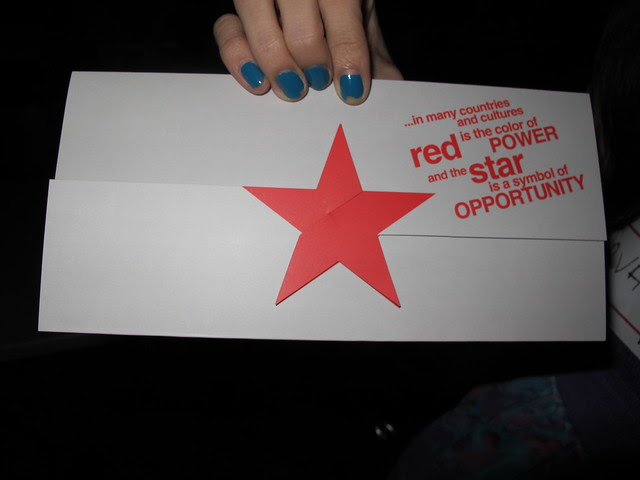 ...in many countries
and cultures
red is the color of
POWER
and the star
is a symbol of
OPPORTUNITY